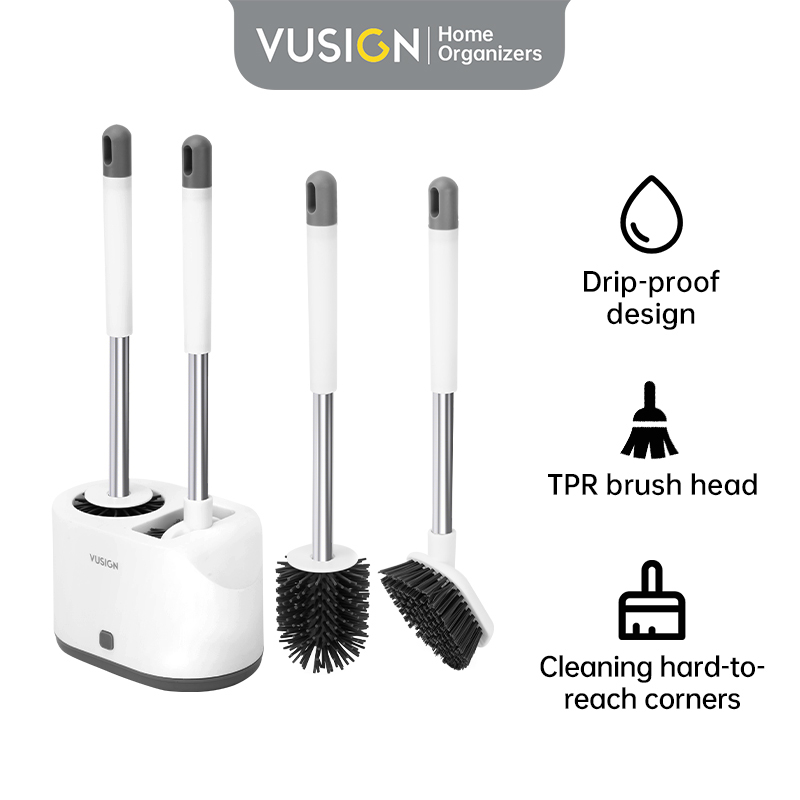 VUSIGN
Home
Organizers
Drip-proof
design
TPR brush head
VUSIGN
Cleaning hard-to-
reach corners